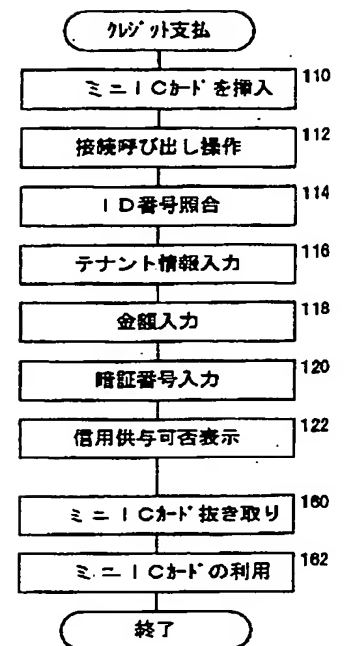 クレジット支払
ミニICカードを挿入 110
接続呼び出し操作 112
ID番号照合 114
テナント情報入力 116
金額入力 118
暗証番号入力 120
信用供与可否表示 122
ミニICカード抜き取り 160
ミニICカードの利用 162
終了